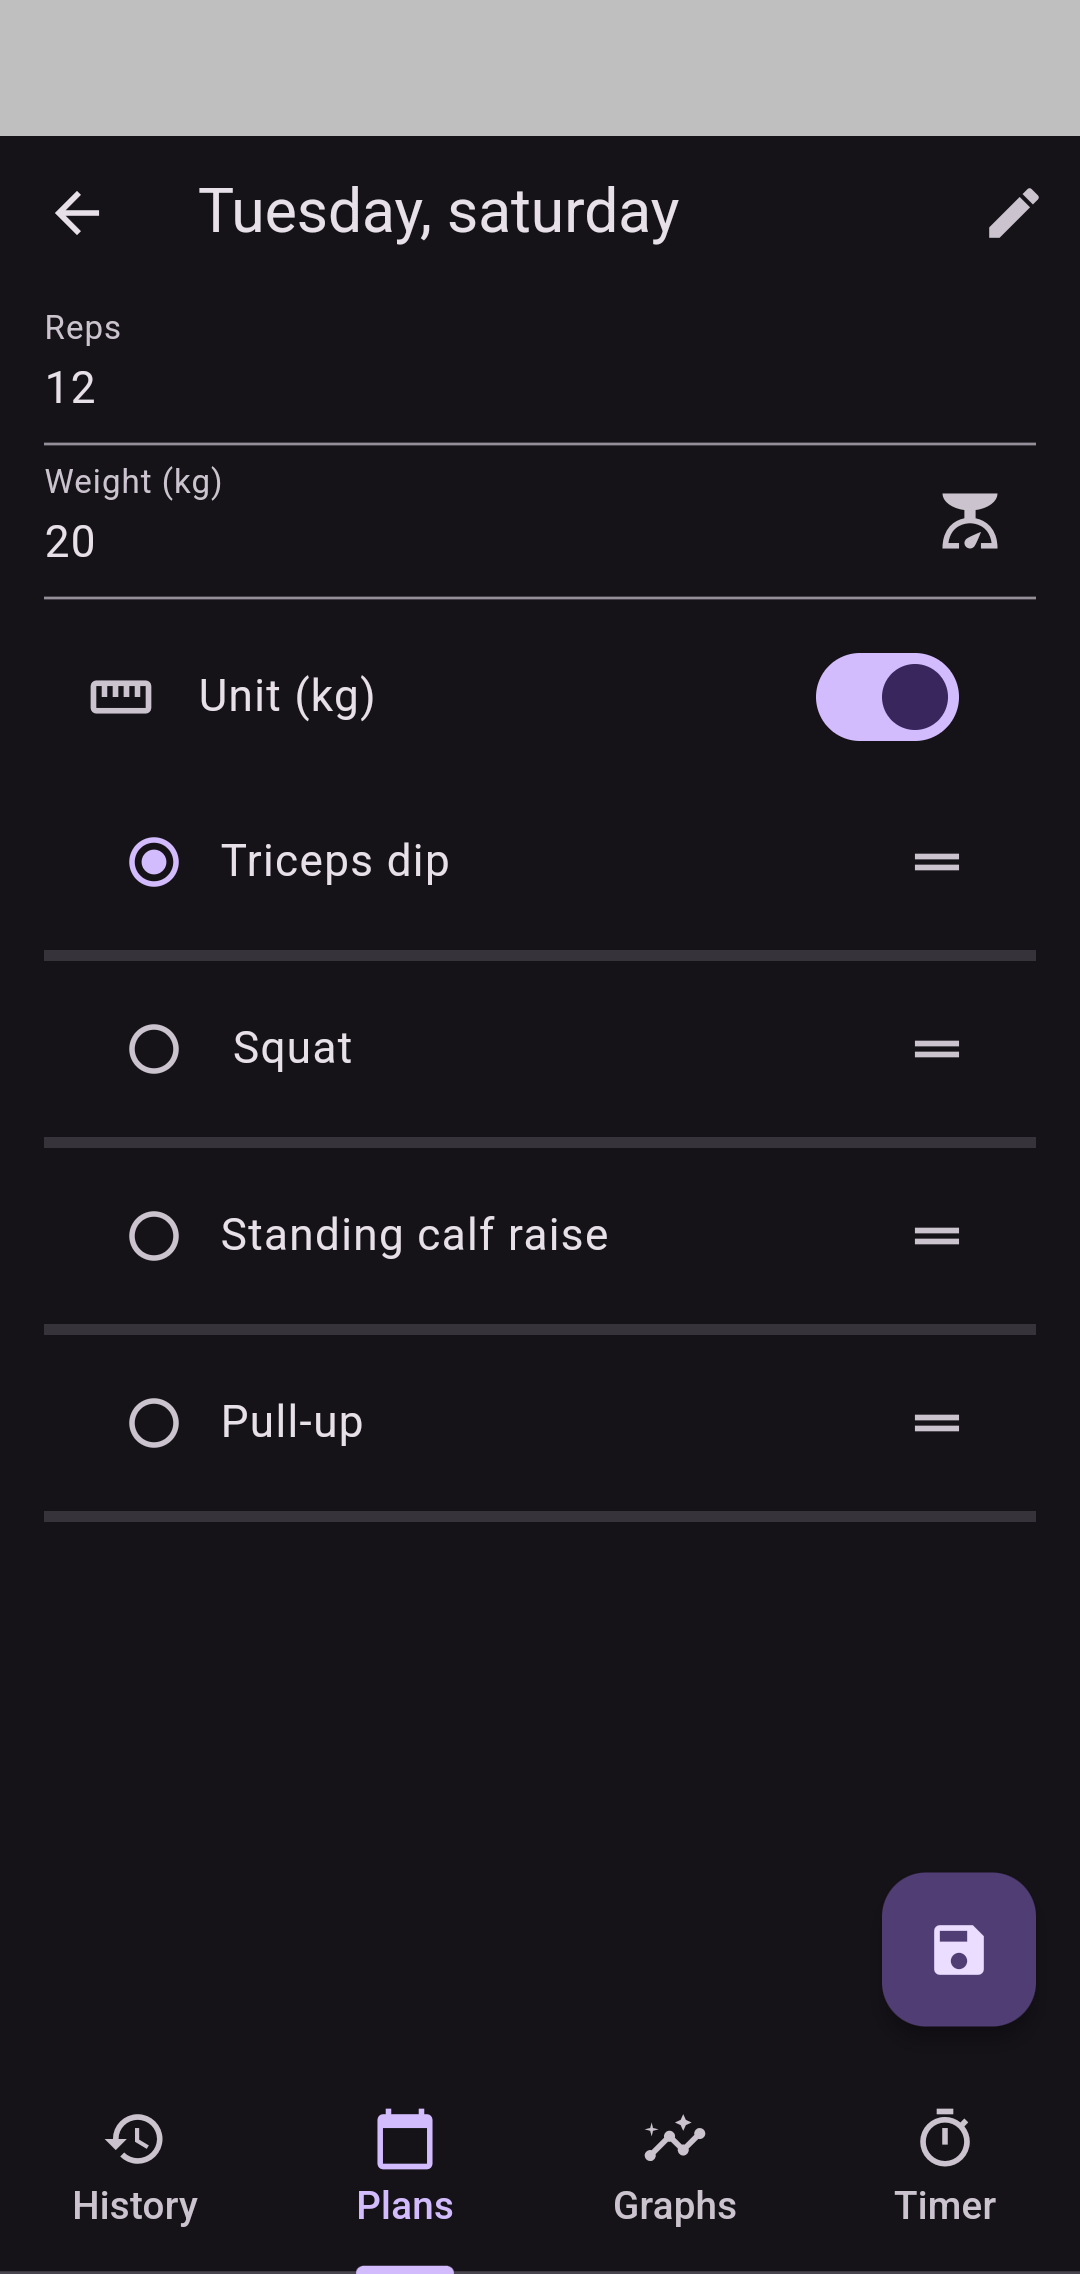 Tuesday, saturday
Reps
12
Weight (kg)
20
Unit (kg)
Triceps dip
Squat
Standing calf raise
Pull-up
History
Plans
Graphs
Timer